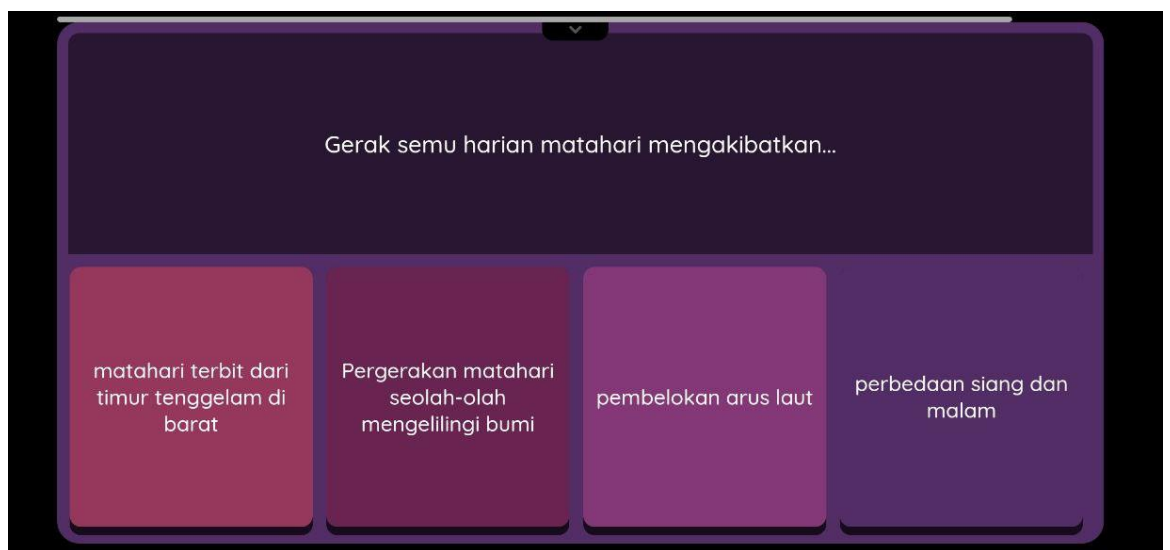 Gerak semu harian matahari mengakibatkan...
matahari terbit dari
timur tenggelam di
barat
Pergerakan matahari
seolah-olah
mengelilingi bumi
pembelokan arus laut
perbedaan siang dan
malam